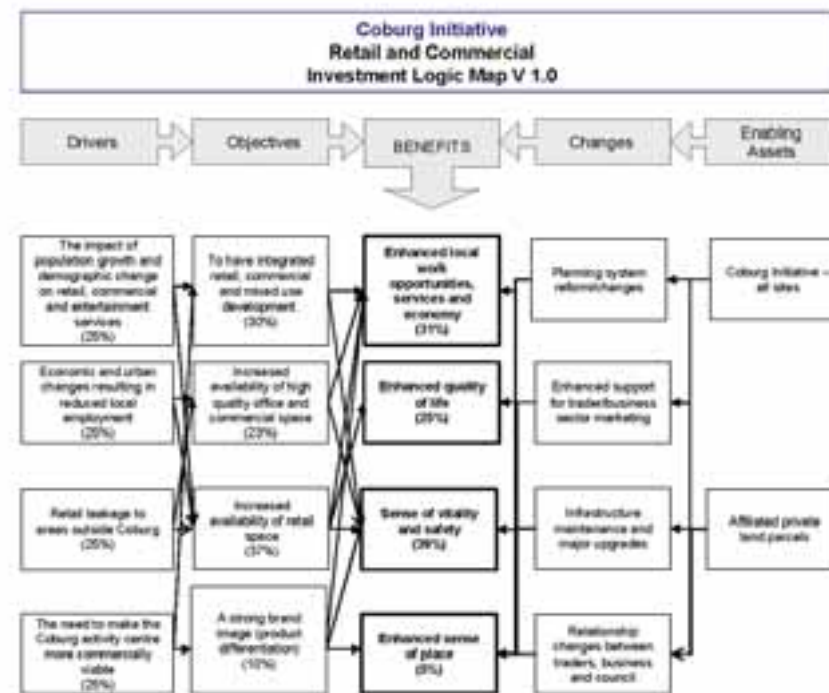 Coburg Initiative
Retail and Commercial
Investment Logic Map V 1.0
Drivers
Objectives
BENEFITS
Changes
Enabling
Assets
The impact of
population growth and
demographic change
on retail, commercial
and entertainment
services
(25%)
Economic and urban
changes resulting in
reduced local
employment
(25%)
Retail leakage to
areas outside Coburg
(25%)
The need to make the
Coburg activity centre
more commercially
viable
(25%)
To have integrated
retail, commercial
and mixed use
development.
(30%)
Increased
availability of high
quality office and
commercial space
(23%)
Increased
availability of retail
space
(37%)
A strong brand
image (product
differentiation)
(10%)
Enhanced local
work
opportunities,
services and
economy
(31%)
Enhanced quality
of life
(25%)
Sense of vitality
and safety
(39%)
Enhanced sense
of place
(5%)
Planning system
reform/changes
Enhanced support
for trader/business
sector marketing
Infrastructure
maintenance and
major upgrades
Relationship
changes between
traders, business
and council
Coburg Initiative –
all sites
Affiliated private
land parcels